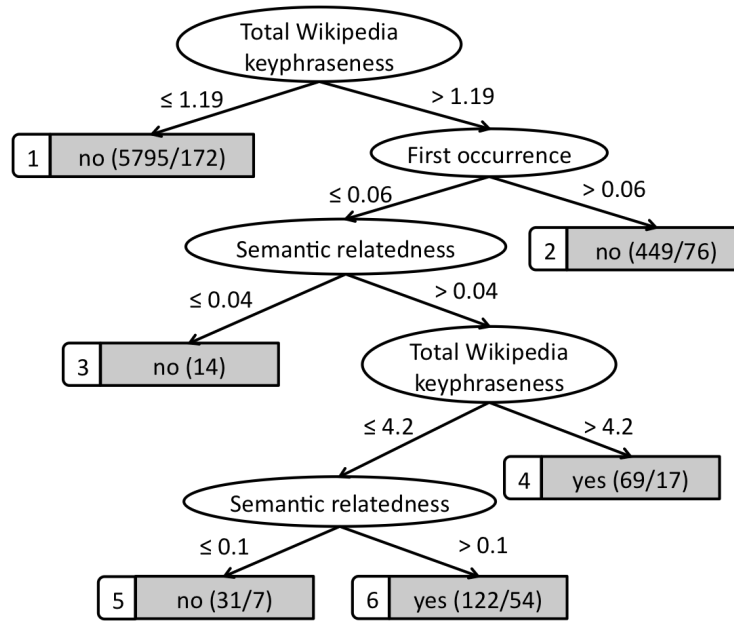 Total Wikipedia
keyphraseness
≤ 1.19
> 1.19
1 no (5795/172)
First occurrence
≤ 0.06
> 0.06
Semantic relatedness
2 no (449/76)
≤ 0.04
> 0.04
3 no (14)
Total Wikipedia
keyphraseness
≤ 4.2
> 4.2
4 yes (69/17)
Semantic relatedness
≤ 0.1
> 0.1
5 no (31/7)
6 yes (122/54)